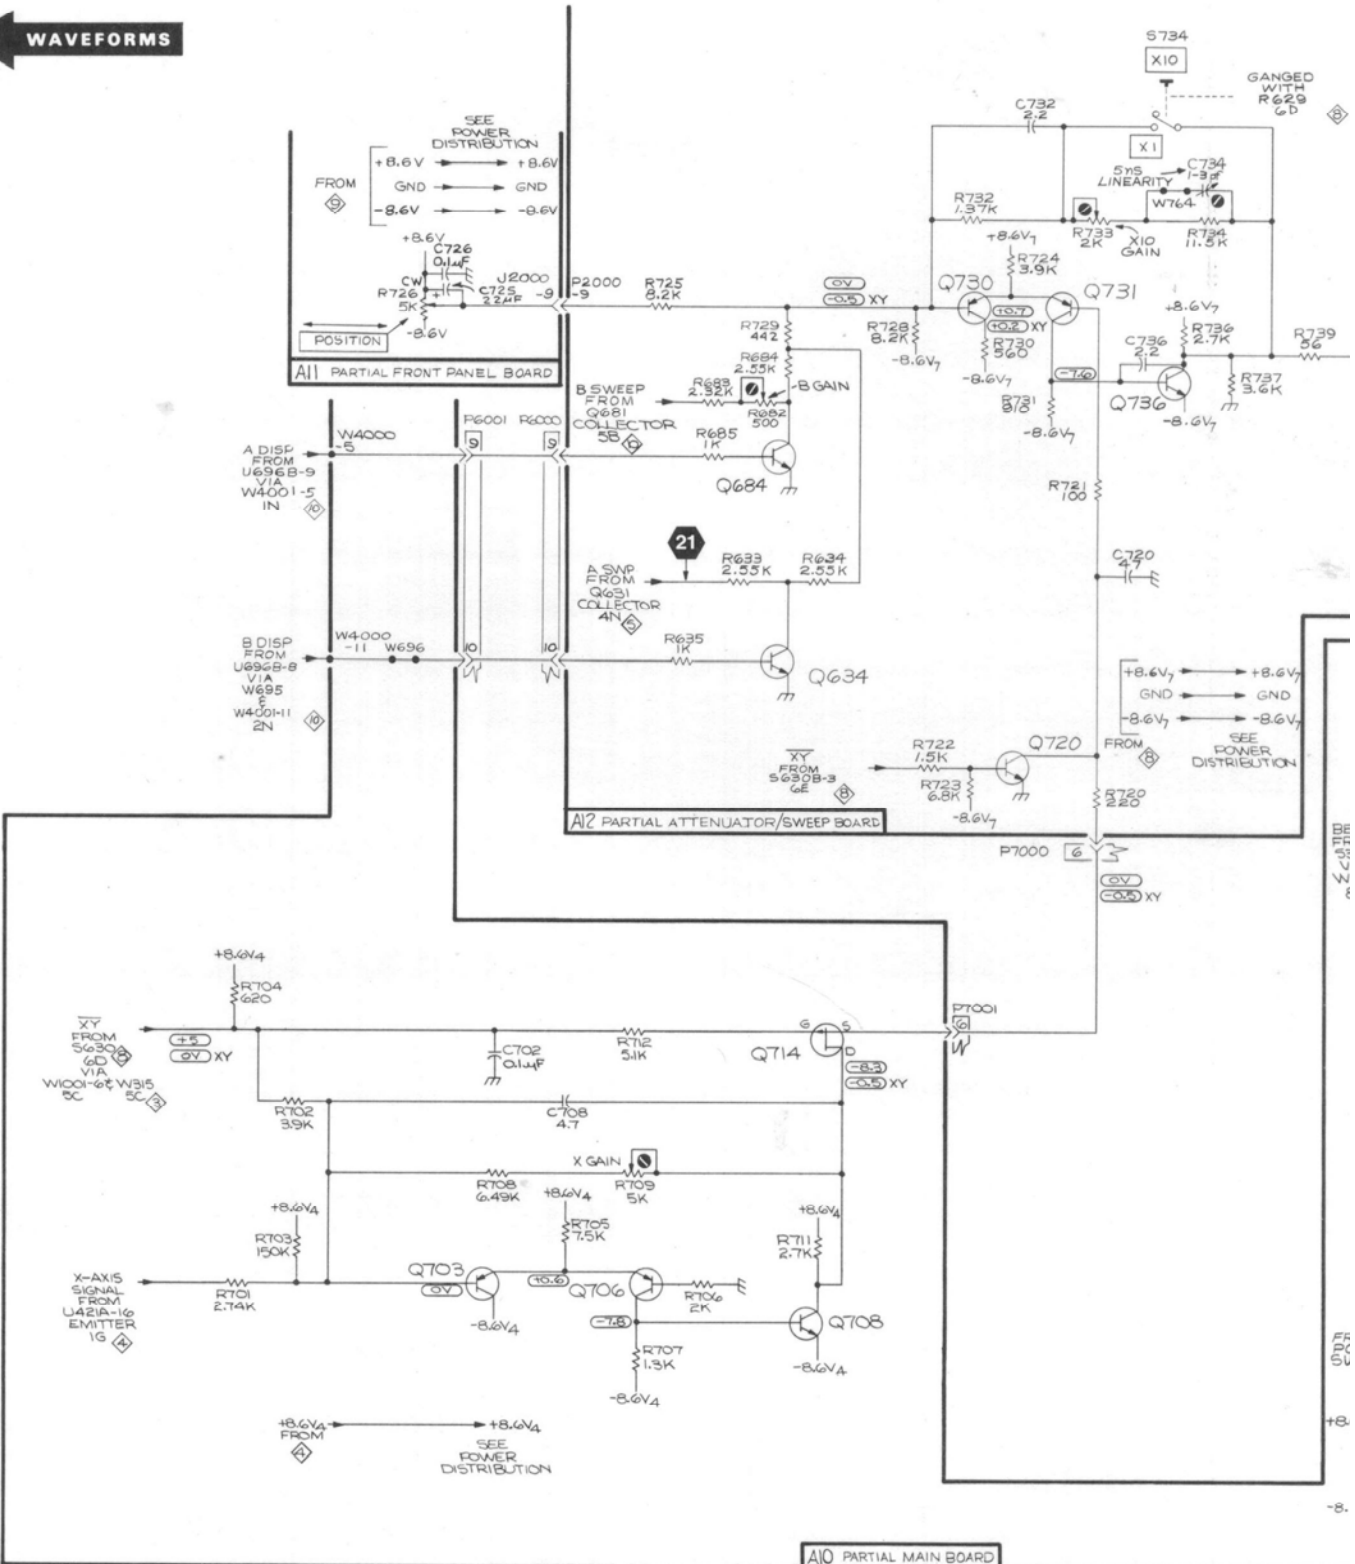 WAVEFORMS
S734
X10
GANGED
WITH
R629
6D
8
C732
2.2
X1
5nS
LINEARITY
C734
1-3pF
W764
R732
1.37K
R733
2K
X10
GAIN
R734
11.5K
SEE
POWER
DISTRIBUTION
FROM
9
+8.6V
+8.6V
GND
GND
-8.6V
-8.6V
+8.6V
C726
0.1µF
CW
R726
5K
+
C725
22µF
-8.6V
J2000
-9
P2000
-9
POSITION
A11 PARTIAL FRONT PANEL BOARD
R725
8.2K
0V
-0.5 XY
R729
442
R728
8.2K
-8.6V7
+8.6V7
R724
3.9K
Q730
Q731
+0.7
+0.2 XY
R730
560
-8.6V7
R731
910
-8.6V7
-7.6
C736
2.2
+8.6V7
R736
2.7K
Q736
-8.6V7
R737
3.6K
R739
56
R684
2.55K
B SWEEP
FROM
Q681
COLLECTOR
5B
R683
2.32K
R682
500
B GAIN
R685
1K
Q684
W4000
-5
P6001
P6000
9
9
A DISP
FROM
U696B-9
VIA
W4001-5
1N
10
R721
100
C720
47
21
A SWP
FROM
Q631
COLLECTOR
4N
5
R633
2.55K
R634
2.55K
R635
1K
Q634
B DISP
FROM
U696B-8
VIA
W695
&
W4001-11
2N
10
W4000
-11
W696
10
10
+8.6V7
+8.6V7
GND
GND
-8.6V7
-8.6V7
FROM
8
SEE
POWER
DISTRIBUTION
XY
FROM
S630B-3
6E
8
R722
1.5K
R723
6.8K
-8.6V7
Q720
R720
220
A12 PARTIAL ATTENUATOR/SWEEP BOARD
P7000
6
0V
-0.5 XY
+8.6V4
R704
620
XY
FROM
S630
8
6D
VIA
W1001-6 & W315
5C
5C
3
+5
0V XY
C702
0.1µF
R712
5.1K
G
S
D
Q714
P7001
6
-8.3
-0.5 XY
R702
3.9K
C708
4.7
X GAIN
R708
6.49K
R709
5K
+8.6V4
R703
150K
+8.6V4
R705
7.5K
+8.6V4
R711
2.7K
X-AXIS
SIGNAL
FROM
U421A-16
EMITTER
1G
4
R701
2.74K
Q703
0V
-8.6V4
+0.6
Q706
R706
2K
-7.8
Q708
R707
1.3K
-8.6V4
-8.6V4
+8.6V4
+8.6V4
FROM
4
SEE
POWER
DISTRIBUTION
A10 PARTIAL MAIN BOARD